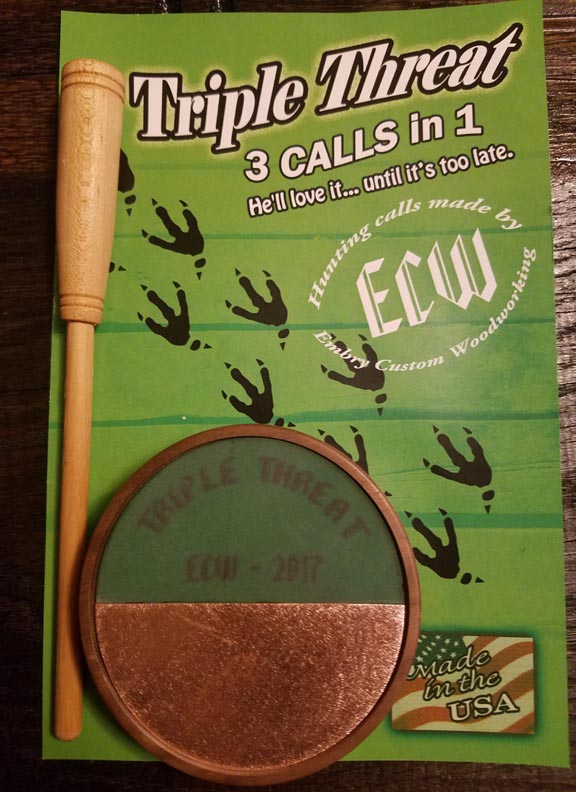 Triple Threat
3 CALLS in 1
He'll love it... until it's too late.
Hunting calls made by
ECW
Embry Custom Woodworking
TRIPLE THREAT
ECW - 2017
Made
in the
USA